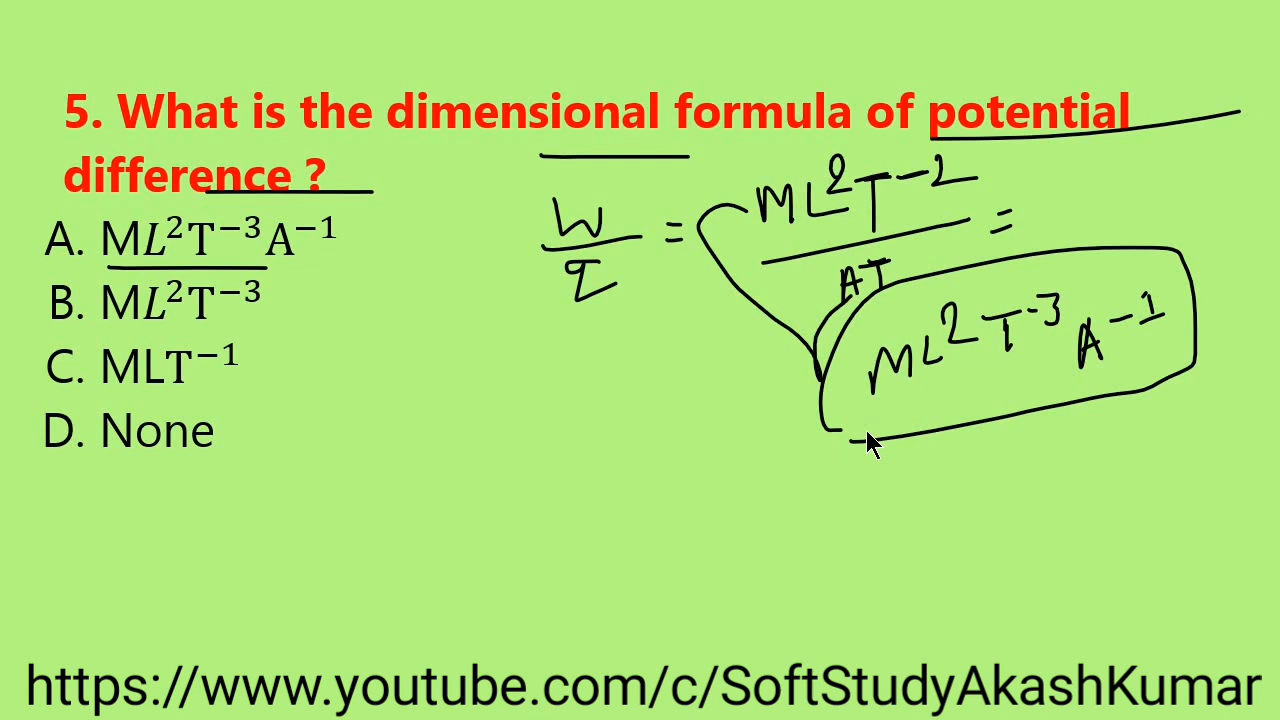 5. What is the dimensional formula of potential
difference ?
A. ML²T⁻³A⁻¹
B. ML²T⁻³
C. MLT⁻¹
D. None
W/q = ML²T⁻²/AT =
ML²T⁻³A⁻¹
https://www.youtube.com/c/SoftStudyAkashKumar